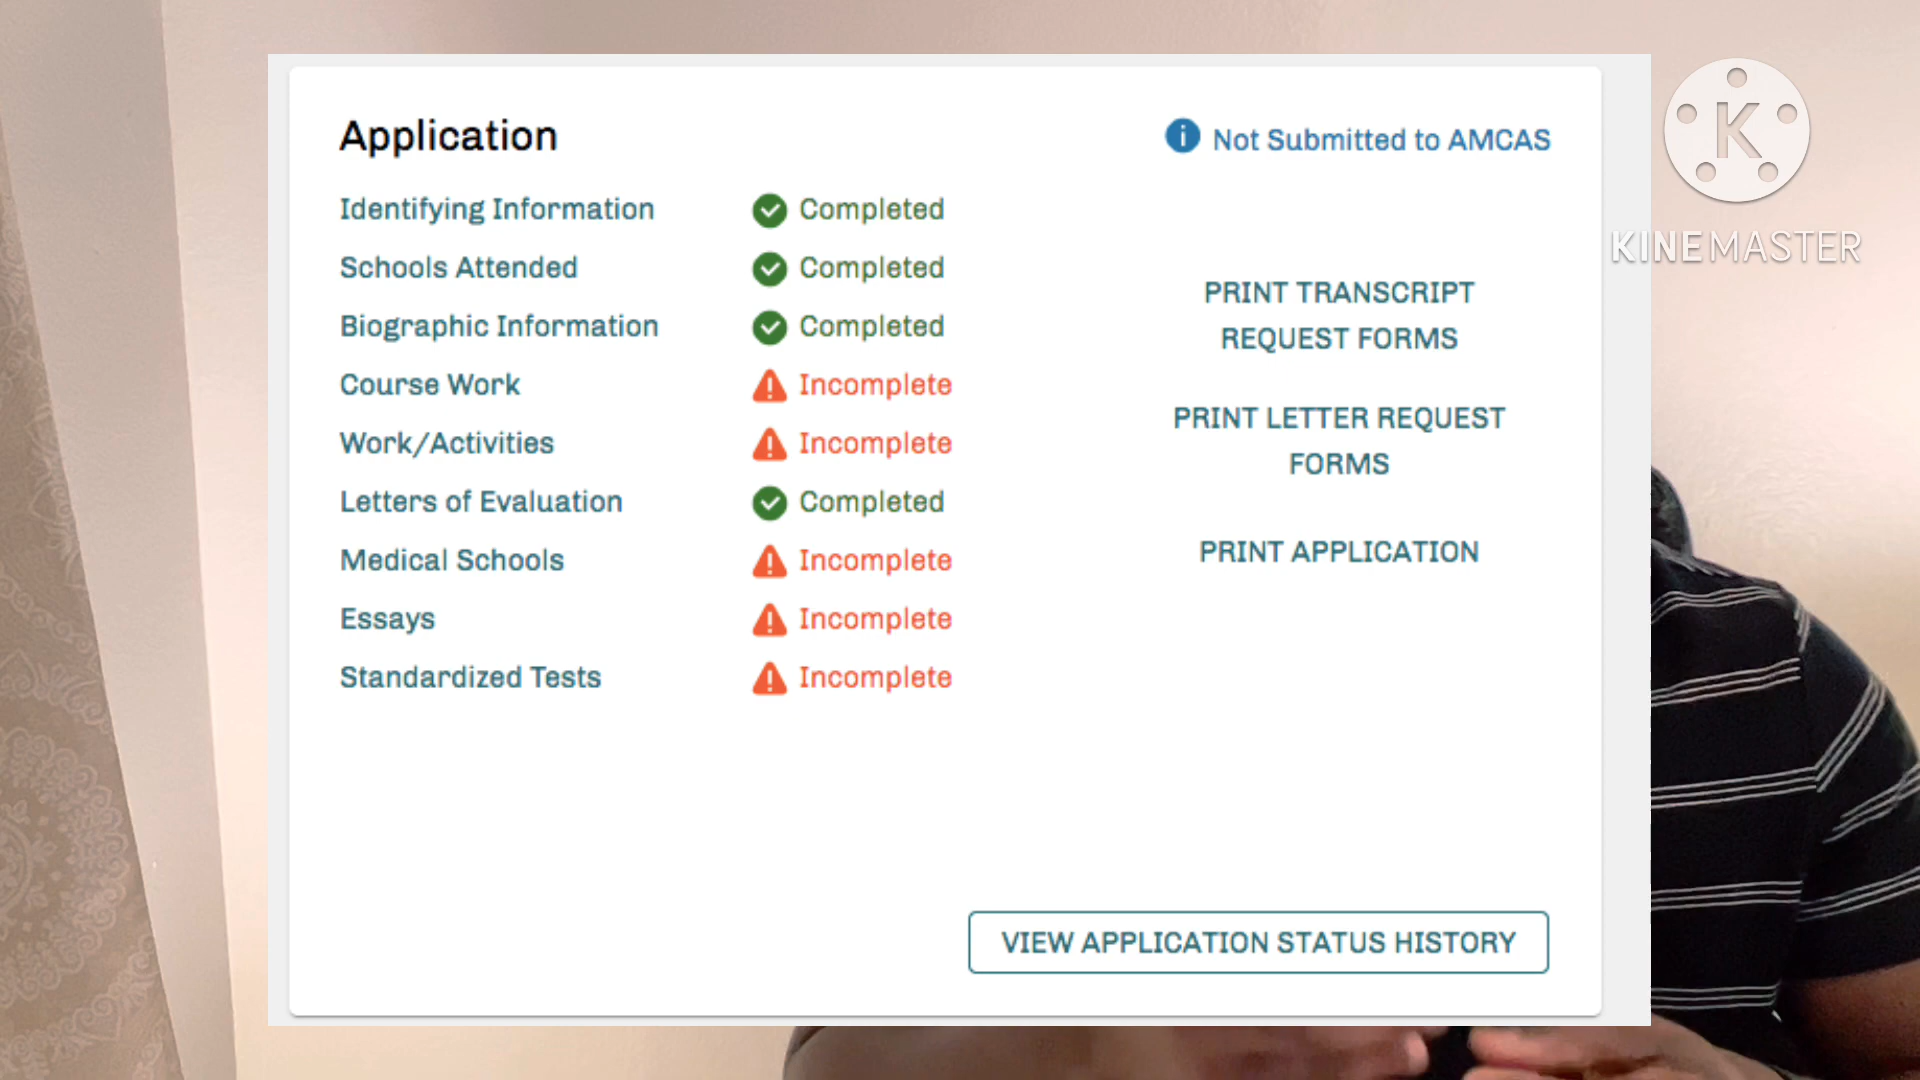 Application
Not Submitted to AMCAS
Identifying Information Completed
Schools Attended Completed
Biographic Information Completed
Course Work Incomplete
Work/Activities Incomplete
Letters of Evaluation Completed
Medical Schools Incomplete
Essays Incomplete
Standardized Tests Incomplete
PRINT TRANSCRIPT
REQUEST FORMS
PRINT LETTER REQUEST
FORMS
PRINT APPLICATION
VIEW APPLICATION STATUS HISTORY
K
KINEMASTER